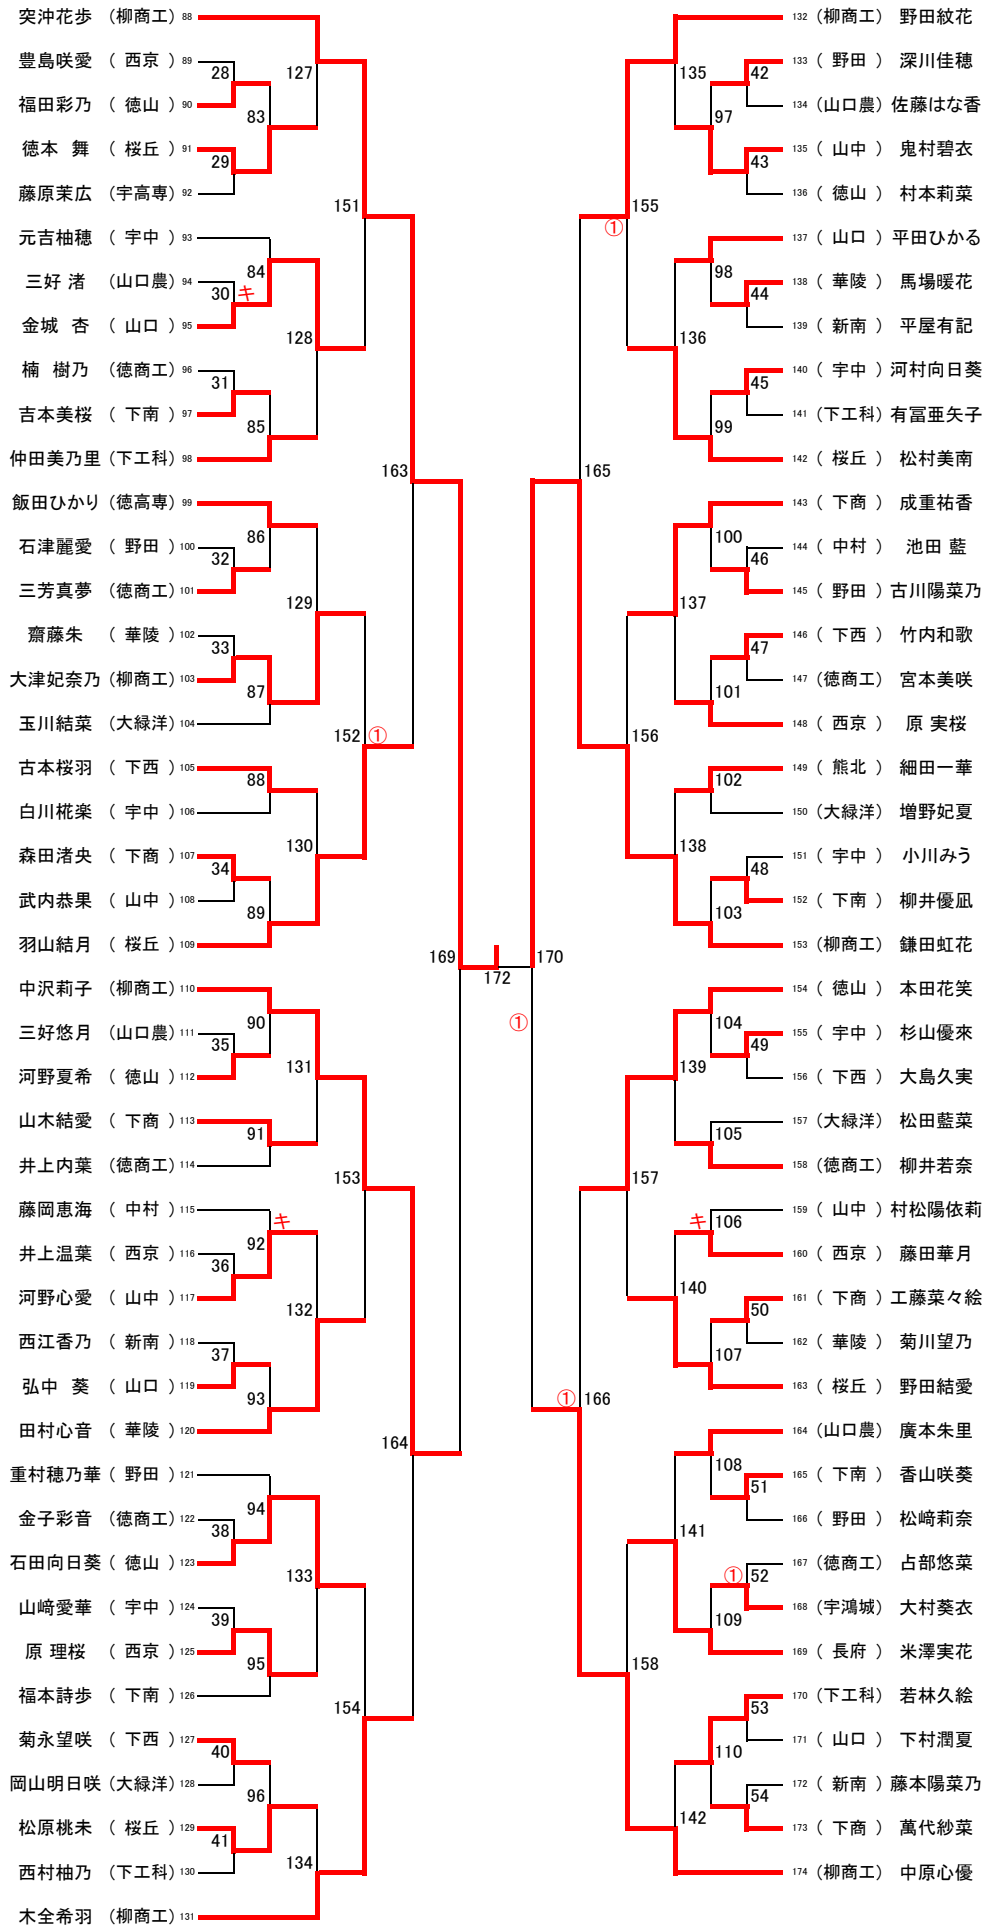 突沖花歩 (柳商工) 88
豊島咲愛 ( 西京 ) 89
福田彩乃 ( 徳山 ) 90
徳本 舞 ( 桜丘 ) 91
藤原茉広 (宇高専) 92
元吉柚穂 ( 宇中 ) 93
三好 渚 (山口農) 94
金城 杏 ( 山口 ) 95
楠 樹乃 (徳商工) 96
吉本美桜 ( 下南 ) 97
仲田美乃里 (下工科) 98
飯田ひかり (徳高専) 99
石津麗愛 ( 野田 ) 100
三芳真夢 (徳商工) 101
齋藤朱 ( 華陵 ) 102
大津妃奈乃 (柳商工) 103
玉川結菜 (大緑洋) 104
古本桜羽 ( 下西 ) 105
白川椛楽 ( 宇中 ) 106
森田渚央 ( 下商 ) 107
武内恭果 ( 山中 ) 108
羽山結月 ( 桜丘 ) 109
中沢莉子 (柳商工) 110
三好悠月 (山口農) 111
河野夏希 ( 徳山 ) 112
山木結愛 ( 下商 ) 113
井上内葉 (徳商工) 114
藤岡恵海 ( 中村 ) 115
井上温葉 ( 西京 ) 116
河野心愛 ( 山中 ) 117
西江香乃 ( 新南 ) 118
弘中 葵 ( 山口 ) 119
田村心音 ( 華陵 ) 120
重村穂乃華 ( 野田 ) 121
金子彩音 (徳商工) 122
石田向日葵 ( 徳山 ) 123
山﨑愛華 ( 宇中 ) 124
原 理桜 ( 西京 ) 125
福本詩歩 ( 下南 ) 126
菊永望咲 ( 下西 ) 127
岡山明日咲 (大緑洋) 128
松原桃未 ( 桜丘 ) 129
西村柚乃 (下工科) 130
木全希羽 (柳商工) 131
28
29
30 キ
31
32
33
34
35
36
37
38
39
40
41
83
84
85
86
87
88
89
90
91
92 キ
93
94
95
96
127
128
129
130
131
132
133
134
151
152 ①
153
154
163
164
169
172
170
①
165
166 ①
155 ①
156
157
158
135
136
137
138
139
140
141
142
97
98
99
100
101
102
103
104
105
キ 106
107
108
109
110
42
43
44
45
46
47
48
49
50
51
① 52
53
54
132 (柳商工) 野田紋花
133 ( 野田 ) 深川佳穂
134 (山口農) 佐藤はな香
135 ( 山中 ) 鬼村碧衣
136 ( 徳山 ) 村本莉菜
137 ( 山口 ) 平田ひかる
138 ( 華陵 ) 馬場暖花
139 ( 新南 ) 平屋有記
140 ( 宇中 ) 河村向日葵
141 (下工科) 有冨亜矢子
142 ( 桜丘 ) 松村美南
143 ( 下商 ) 成重祐香
144 ( 中村 ) 池田 藍
145 ( 野田 ) 古川陽菜乃
146 ( 下西 ) 竹内和歌
147 (徳商工) 宮本美咲
148 ( 西京 ) 原 実桜
149 ( 熊北 ) 細田一華
150 (大緑洋) 増野妃夏
151 ( 宇中 ) 小川みう
152 ( 下南 ) 柳井優凪
153 (柳商工) 鎌田虹花
154 ( 徳山 ) 本田花笑
155 ( 宇中 ) 杉山優來
156 ( 下西 ) 大島久実
157 (大緑洋) 松田藍菜
158 (徳商工) 柳井若奈
159 ( 山中 ) 村松陽依莉
160 ( 西京 ) 藤田華月
161 ( 下商 ) 工藤菜々絵
162 ( 華陵 ) 菊川望乃
163 ( 桜丘 ) 野田結愛
164 (山口農) 廣本朱里
165 ( 下南 ) 香山咲葵
166 ( 野田 ) 松﨑莉奈
167 (徳商工) 占部悠菜
168 (宇鴻城) 大村葵衣
169 ( 長府 ) 米澤実花
170 (下工科) 若林久絵
171 ( 山口 ) 下村潤夏
172 ( 新南 ) 藤本陽菜乃
173 ( 下商 ) 萬代紗菜
174 (柳商工) 中原心優